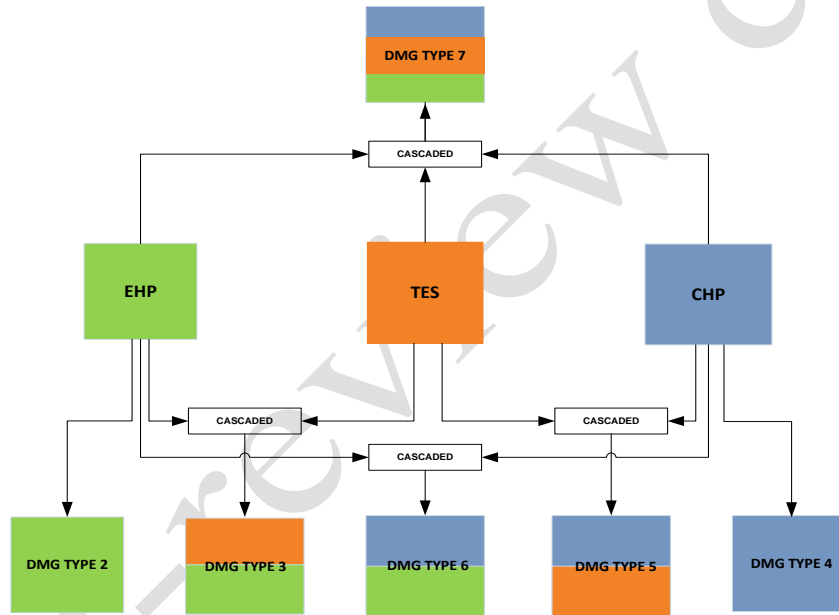 DMG TYPE 7
CASCADED
EHP
TES
CHP
CASCADED
CASCADED
CASCADED
DMG TYPE 2
DMG TYPE 3
DMG TYPE 6
DMG TYPE 5
DMG TYPE 4
-review